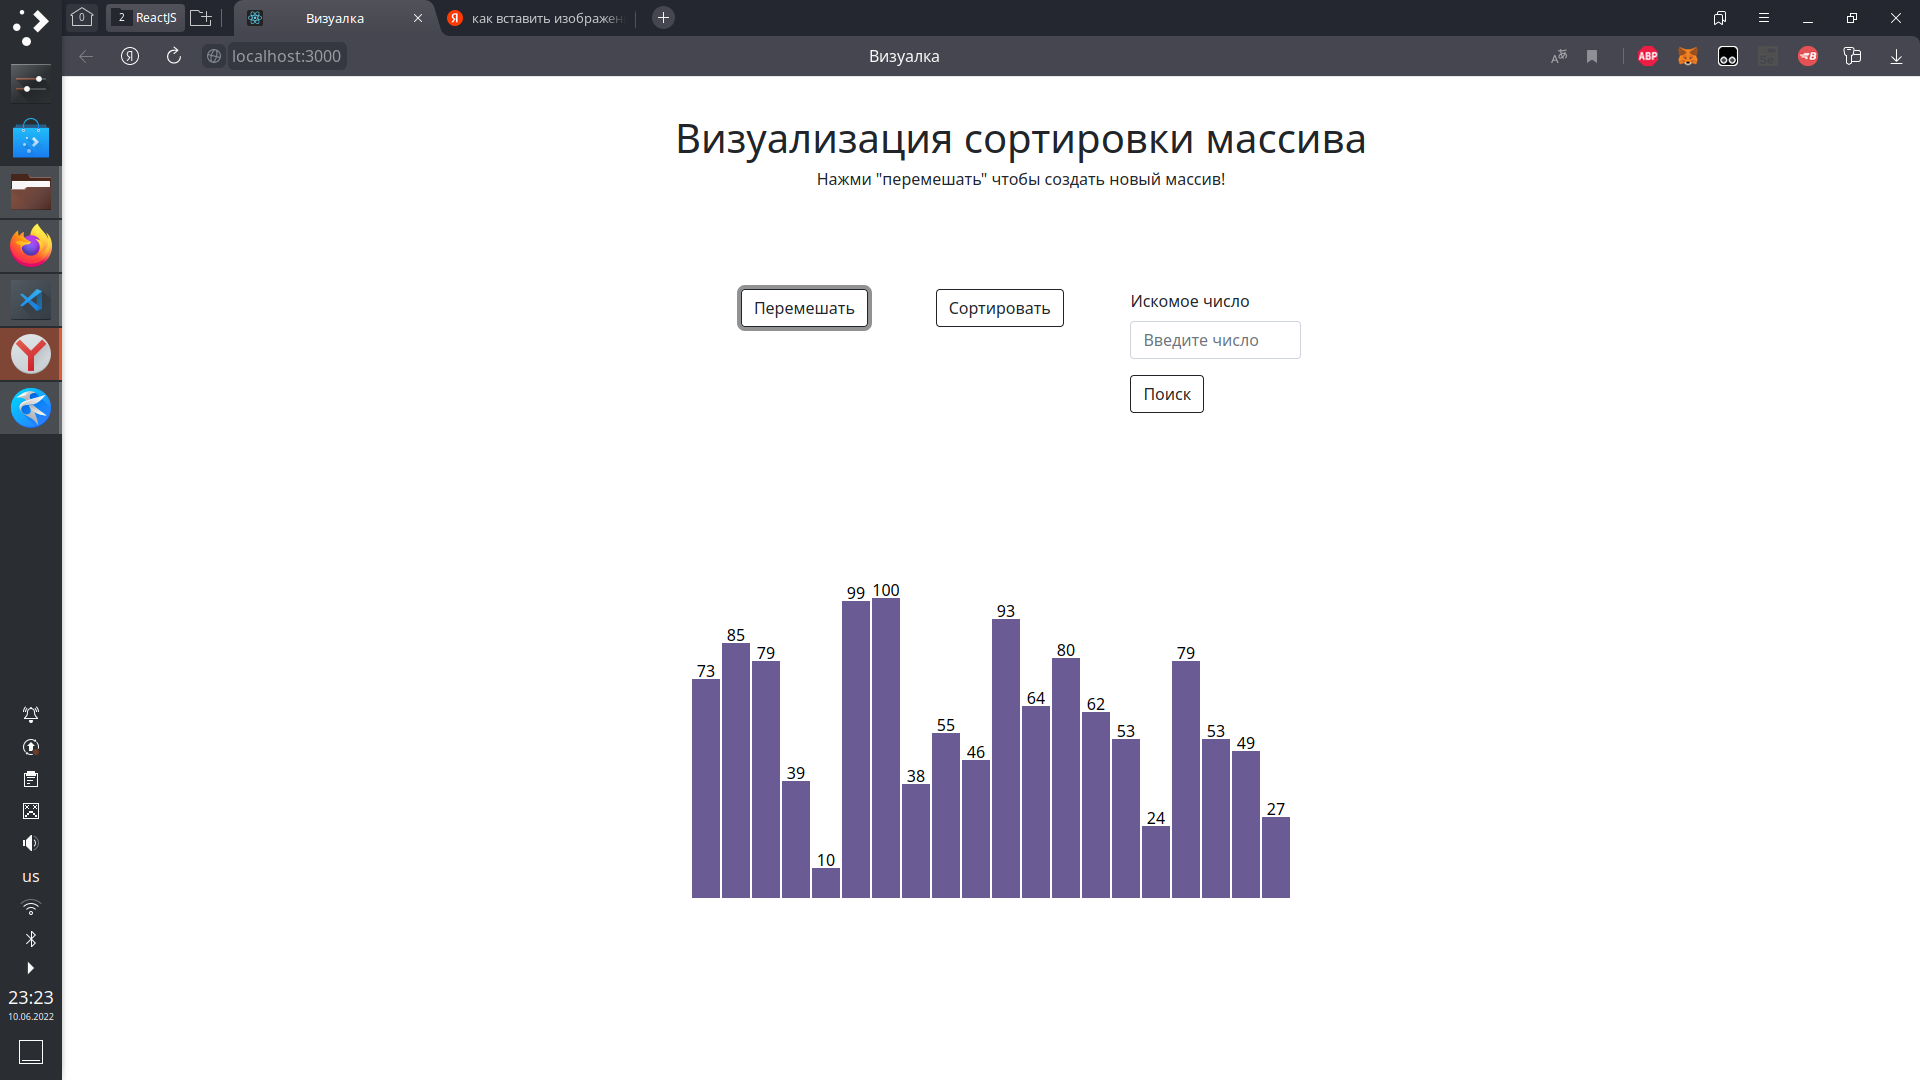 0
2 ReactJS
Визуалка
как вставить изображен
localhost:3000
Визуалка
ABP
Визуализация сортировки массива
Нажми "перемешать" чтобы создать новый массив!
Перемешать
Сортировать
Искомое число
Введите число
Поиск
73
85
79
39
10
99
100
38
55
46
93
64
80
62
53
24
79
53
49
27
us
23:23
10.06.2022